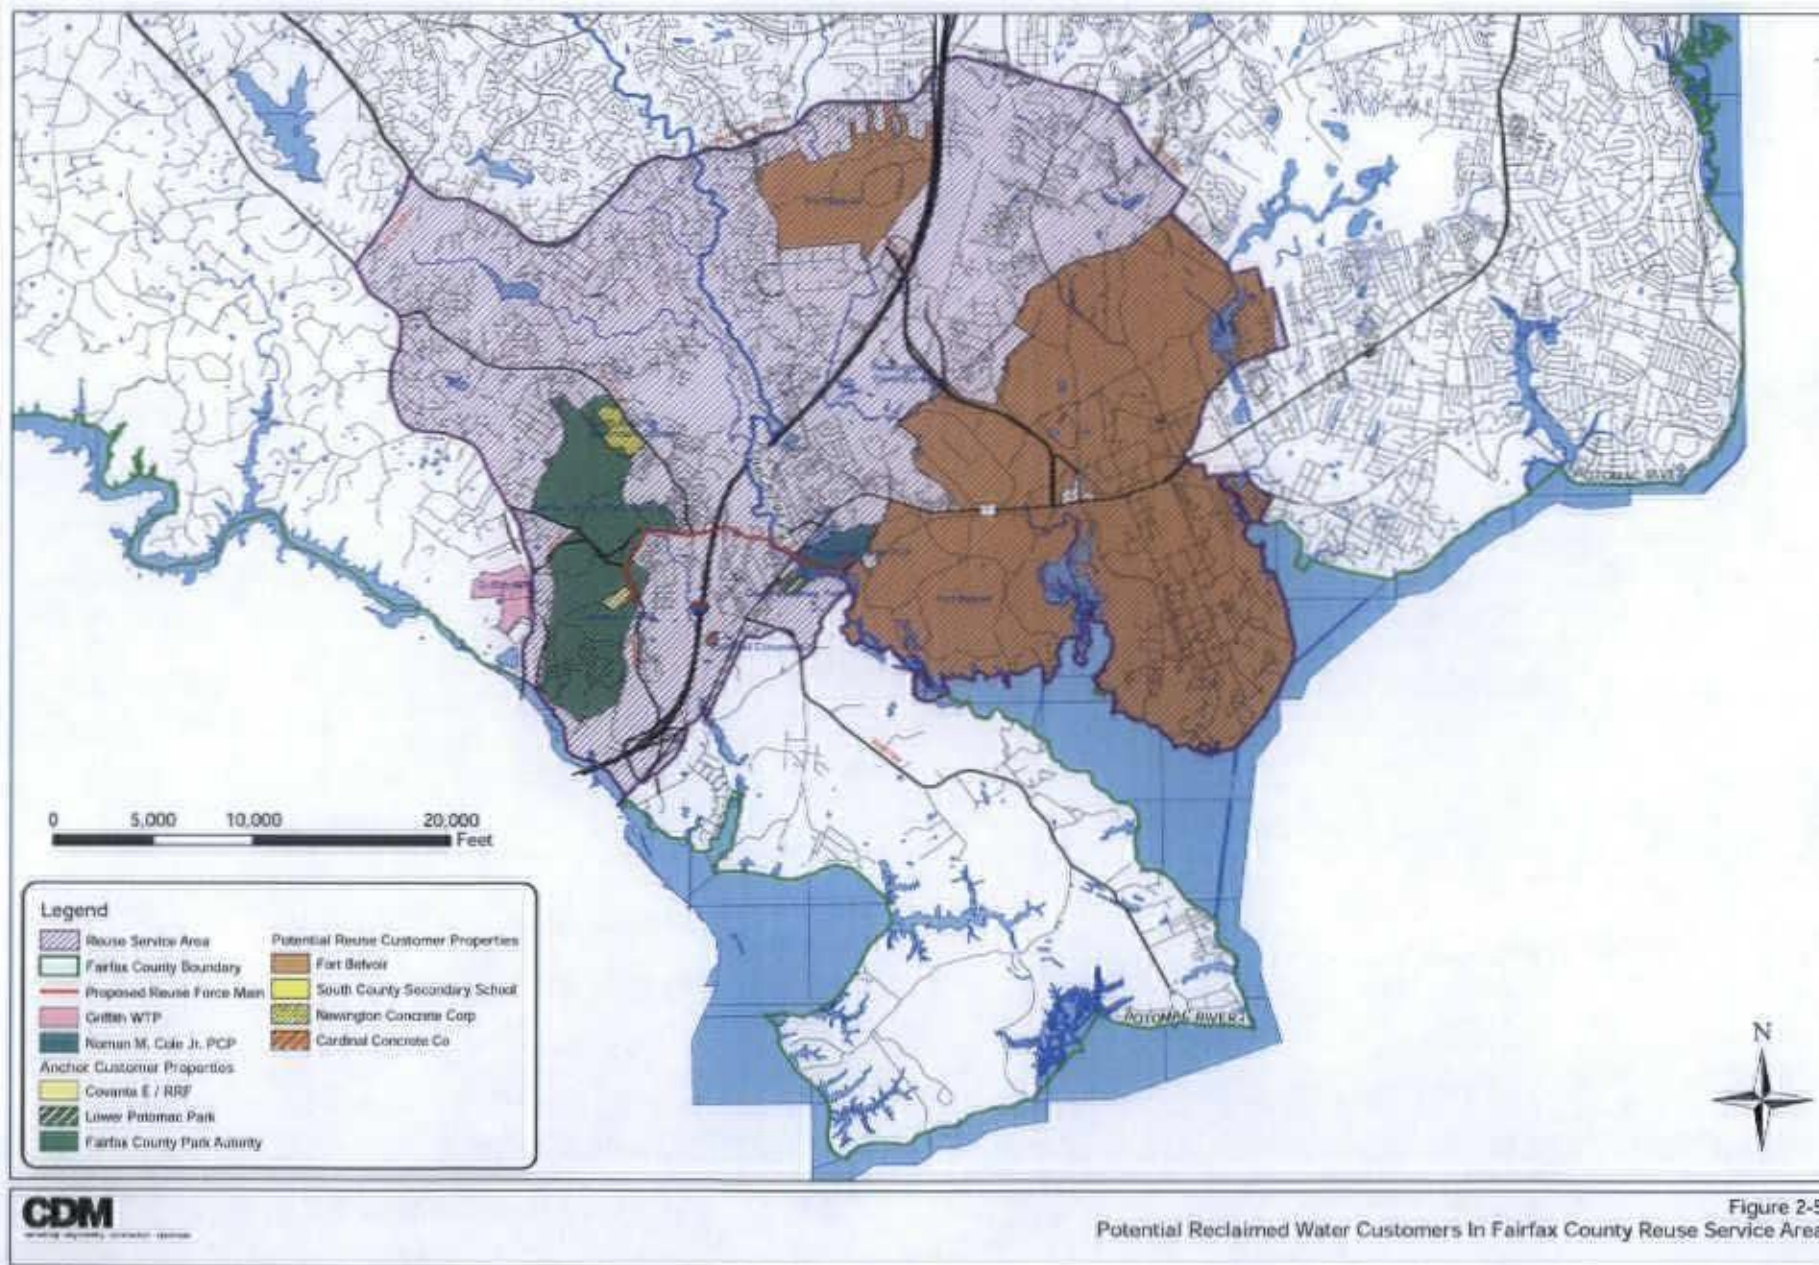 Fort Belvoir
POTOMAC RIVER
POTOMAC RIVER
0 5,000 10,000 20,000
Feet
Legend
Reuse Service Area
Fairfax County Boundary
Proposed Reuse Force Main
Griffith WTP
Noman M. Cole Jr. PCP
Anchor Customer Properties
Covanta E / RRF
Lower Potomac Park
Fairfax County Park Autority
Potential Reuse Customer Properties
Fort Belvoir
South County Secondary School
Newington Concrete Corp
Cardinal Concrete Co
N
CDM
Figure 2-5
Potential Reclaimed Water Customers In Fairfax County Reuse Service Area